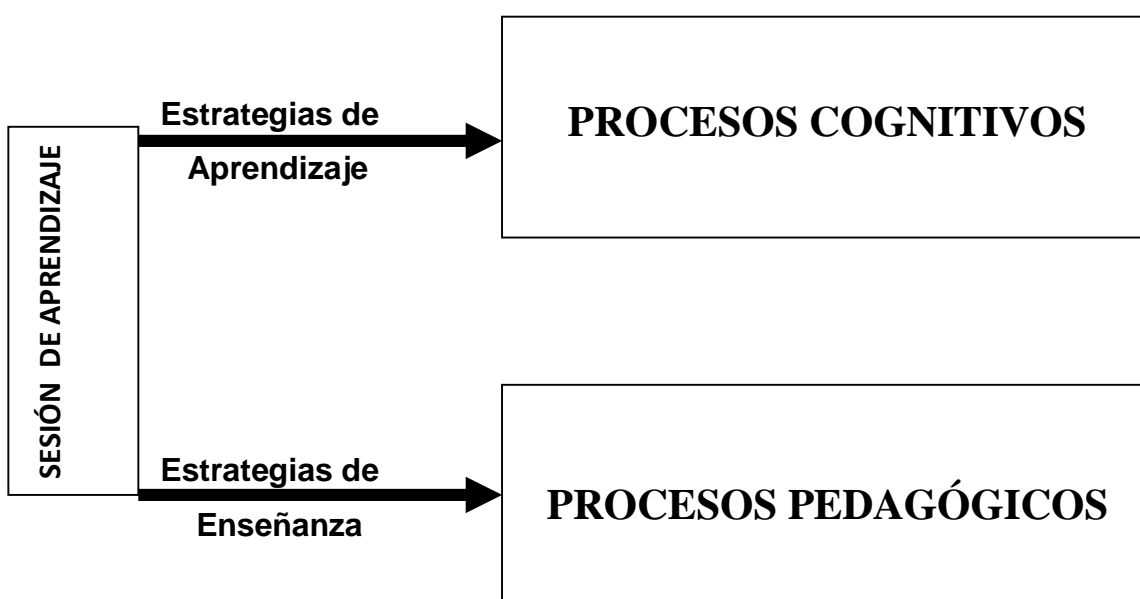 SESIÓN DE APRENDIZAJE
Estrategias de
Aprendizaje
PROCESOS COGNITIVOS
Estrategias de
Enseñanza
PROCESOS PEDAGÓGICOS